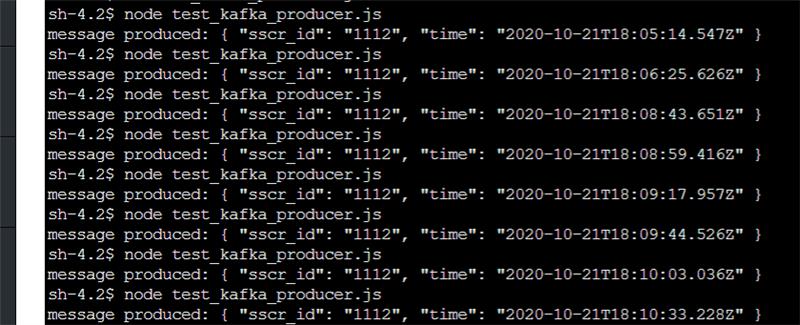 sh-4.2$ node test_kafka_producer.js
message produced: { "sscr_id": "1112", "time": "2020-10-21T18:05:14.547Z" }
sh-4.2$ node test_kafka_producer.js
message produced: { "sscr_id": "1112", "time": "2020-10-21T18:06:25.626Z" }
sh-4.2$ node test_kafka_producer.js
message produced: { "sscr_id": "1112", "time": "2020-10-21T18:08:43.651Z" }
sh-4.2$ node test_kafka_producer.js
message produced: { "sscr_id": "1112", "time": "2020-10-21T18:08:59.416Z" }
sh-4.2$ node test_kafka_producer.js
message produced: { "sscr_id": "1112", "time": "2020-10-21T18:09:17.957Z" }
sh-4.2$ node test_kafka_producer.js
message produced: { "sscr_id": "1112", "time": "2020-10-21T18:09:44.526Z" }
sh-4.2$ node test_kafka_producer.js
message produced: { "sscr_id": "1112", "time": "2020-10-21T18:10:03.036Z" }
sh-4.2$ node test_kafka_producer.js
message produced: { "sscr_id": "1112", "time": "2020-10-21T18:10:33.228Z" }